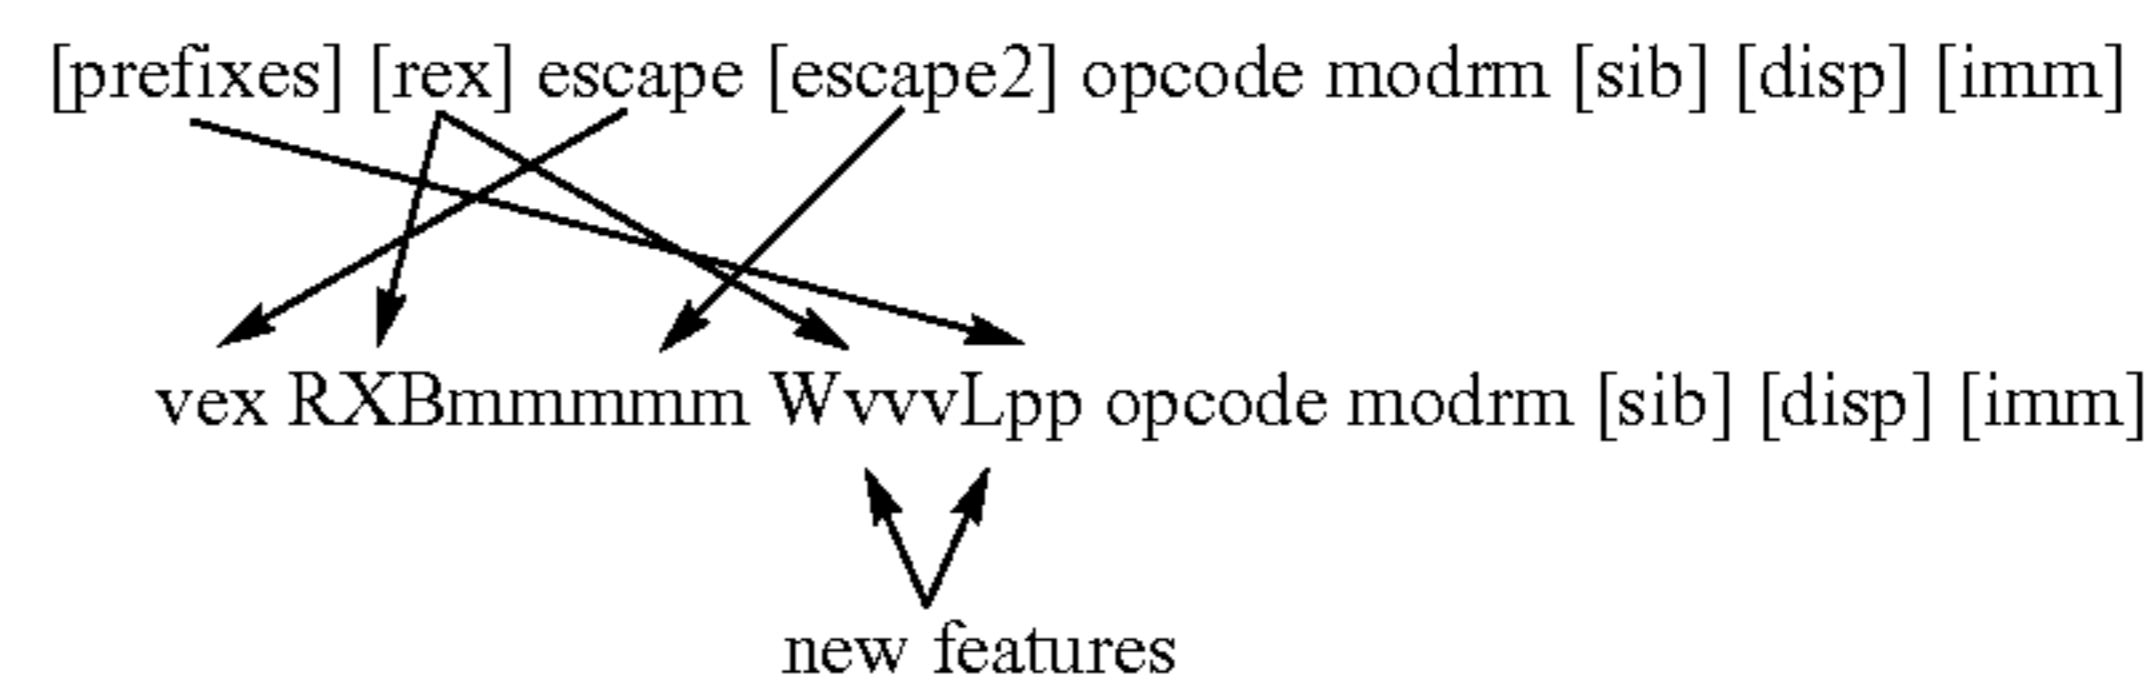 [prefixes] [rex] escape [escape2] opcode modrm [sib] [disp] [imm]
vex RXBmmmmm WvvvLpp opcode modrm [sib] [disp] [imm]
new features